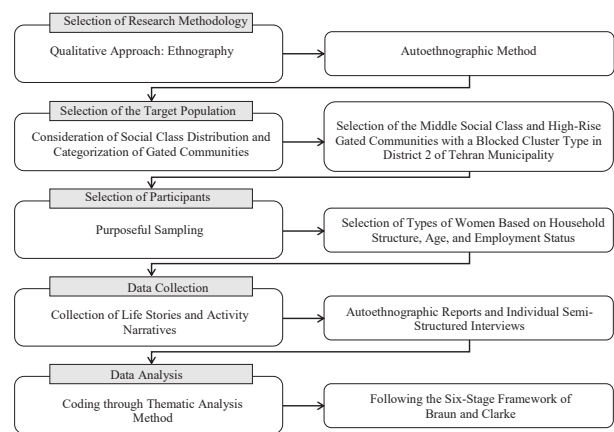 Selection of Research Methodology
Qualitative Approach: Ethnography
Autoethnographic Method
Selection of the Target Population
Consideration of Social Class Distribution and
Categorization of Gated Communities
Selection of the Middle Social Class and High-Rise
Gated Communities with a Blocked Cluster Type in
District 2 of Tehran Municipality
Selection of Participants
Purposeful Sampling
Selection of Types of Women Based on Household
Structure, Age, and Employment Status
Data Collection
Collection of Life Stories and Activity
Narratives
Autoethnographic Reports and Individual Semi-
Structured Interviews
Data Analysis
Coding through Thematic Analysis
Method
Following the Six-Stage Framework of
Braun and Clarke